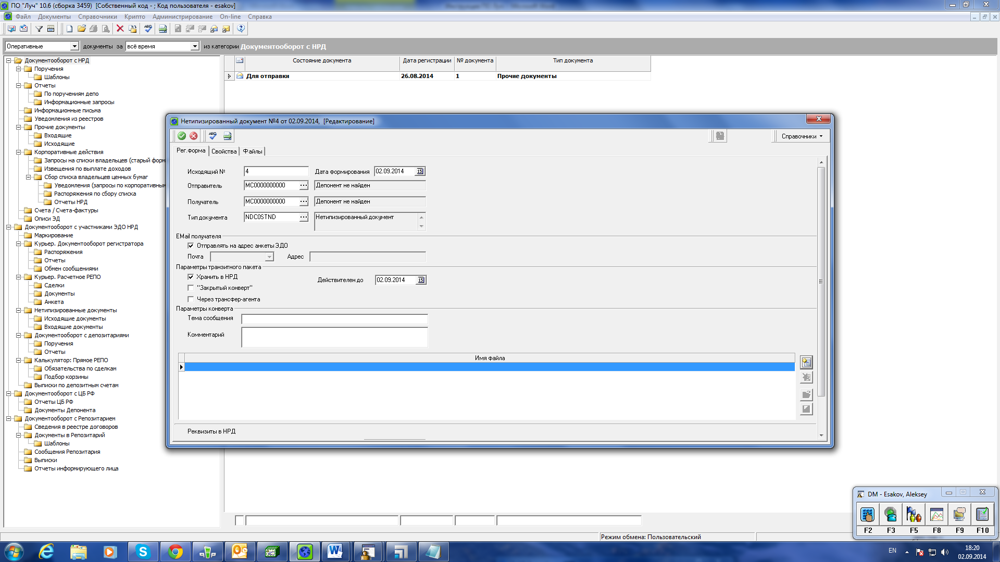 ПО "Луч" 10.6 (сборка 3459)  [Собственный код - ; Код пользователя - esakov]
Файл Документы Справочники Крипто Администрирование On-line Справка
Оперативные документы за всё время из категории Документооборот с НРД
Документооборот с НРД
Поручения
Шаблоны
Отчеты
По поручениям депо
Информационные запросы
Информационные письма
Уведомления из реестров
Прочие документы
Входящие
Исходящие
Корпоративные действия
Запросы на списки владельцев (старый форм
Извещения по выплате доходов
Сбор списка владельцев ценных бумаг
Уведомления (запросы по корпоративным
Распоряжения по сбору списка
Отчеты НРД
Счета / Счета-фактуры
Описи ЭД
Документооборот с участниками ЭДО НРД
Маркирование
Курьер. Документооборот регистратора
Распоряжения
Отчеты
Обмен сообщениями
Курьер. Расчетное РЕПО
Сделки
Документы
Анкета
Нетипизированные документы
Исходящие документы
Входящие документы
Документооборот с депозитариями
Поручения
Отчеты
Калькулятор: Прямое РЕПО
Обязательства по сделкам
Подбор корзины
Выписки по депозитным счетам
Документооборот с ЦБ РФ
Отчеты ЦБ РФ
Документы Депонента
Документооборот с Репозитарием
Сведения в реестре договоров
Документы в Репозитарий
Шаблоны
Сообщения Репозитария
Выписки
Отчеты информирующего лица
Состояние документа Дата регистрации № документа Тип документа
Для отправки 26.08.2014 1 Прочие документы
Нетипизированный документ №4 от 02.09.2014,  [Редактирование]
ABC
Справочники
Рег.форма Свойства Файлы
Исходящий № 4 Дата формирования 02.09.2014 15
Отправитель MC0000000000 ... Депонент не найден
Получатель MC0000000000 ... Депонент не найден
Тип документа NDC0STND ... Нетипизированный документ
EMail получателя
Отправлять на адрес анкеты ЭДО
Почта Адрес
Параметры транзитного пакета
Хранить в НРД Действителен до 02.09.2014 15
"Закрытый конверт"
Через трансфер-агента
Параметры конверта
Тема сообщения
Комментарий
Имя файла
Реквизиты в НРД
DM - Esakov, Aleksey
F2 F3 F5 F8 F9 F10
Режим обмена: Пользовательский
EN 18:20
02.09.2014